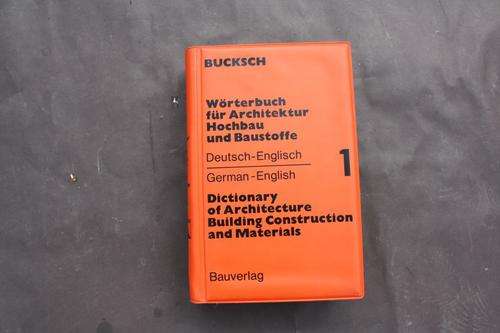 BUCKSCH
Wörterbuch
für Architektur
Hochbau
und Baustoffe
Deutsch-Englisch
German-English
1
Dictionary
of Architecture
Building Construction
and Materials
Bauverlag